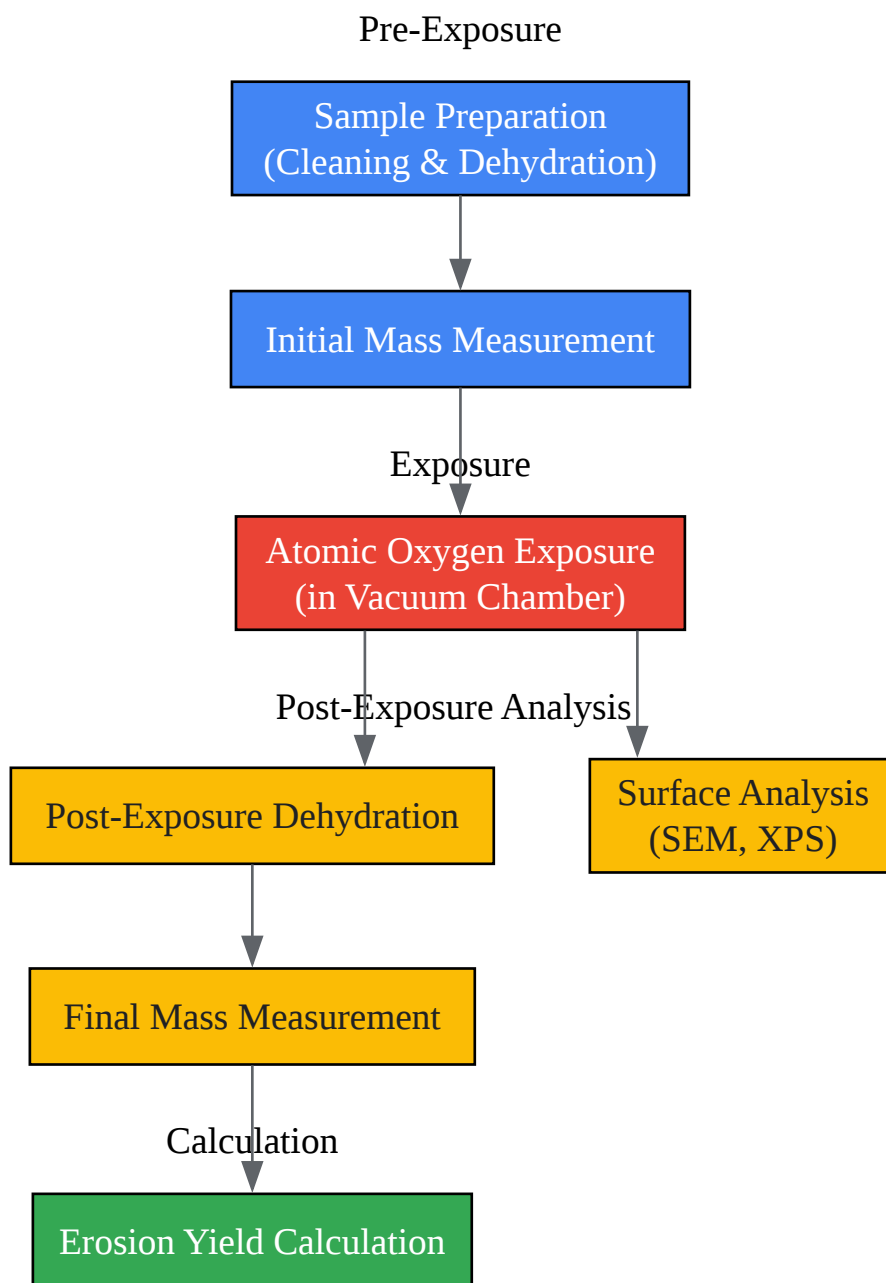 Pre-Exposure
Sample Preparation
(Cleaning & Dehydration)
Initial Mass Measurement
Exposure
Atomic Oxygen Exposure
(in Vacuum Chamber)
Post-Exposure Analysis
Post-Exposure Dehydration
Surface Analysis
(SEM, XPS)
Final Mass Measurement
Calculation
Erosion Yield Calculation